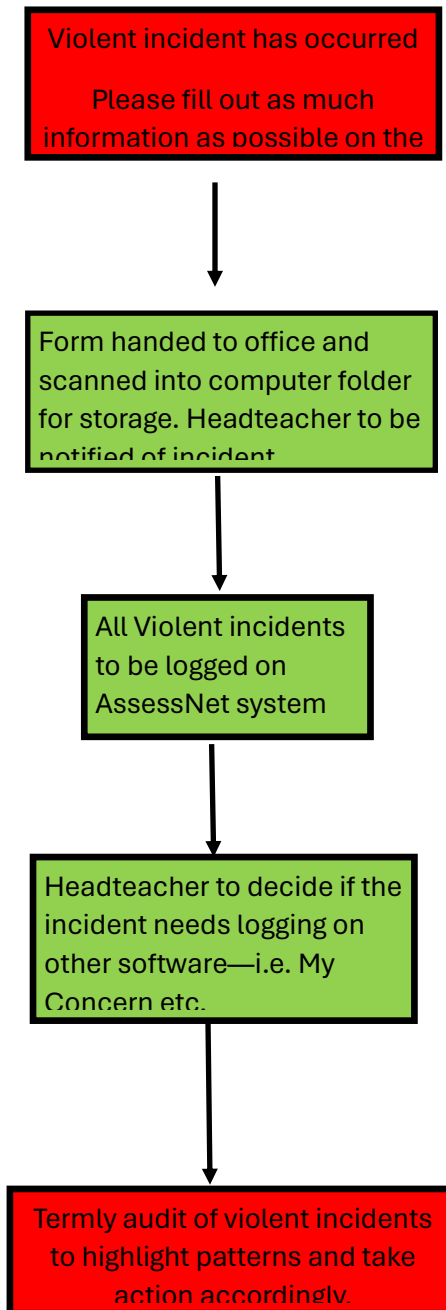 Violent incident has occurred
Please fill out as much
information as possible on the
Form handed to office and
scanned into computer folder
for storage. Headteacher to be
notified of incident
All Violent incidents
to be logged on
AssessNet system
Headteacher to decide if the
incident needs logging on
other software—i.e. My
Concern etc.
Termly audit of violent incidents
to highlight patterns and take
action accordingly.